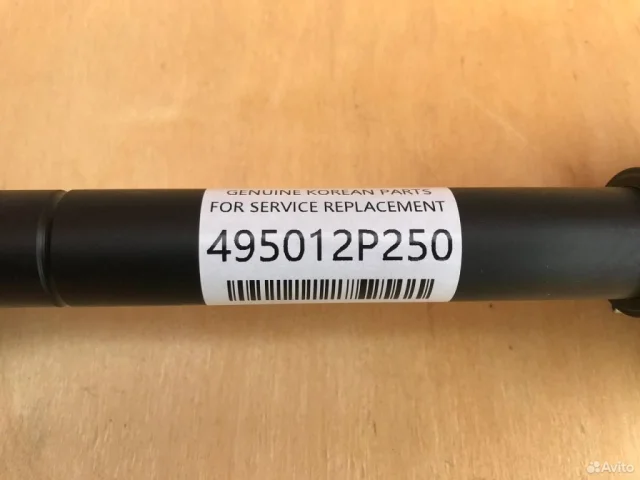 GENUINE KOREAN PARTS
FOR SERVICE REPLACEMENT
495012P250
Avito